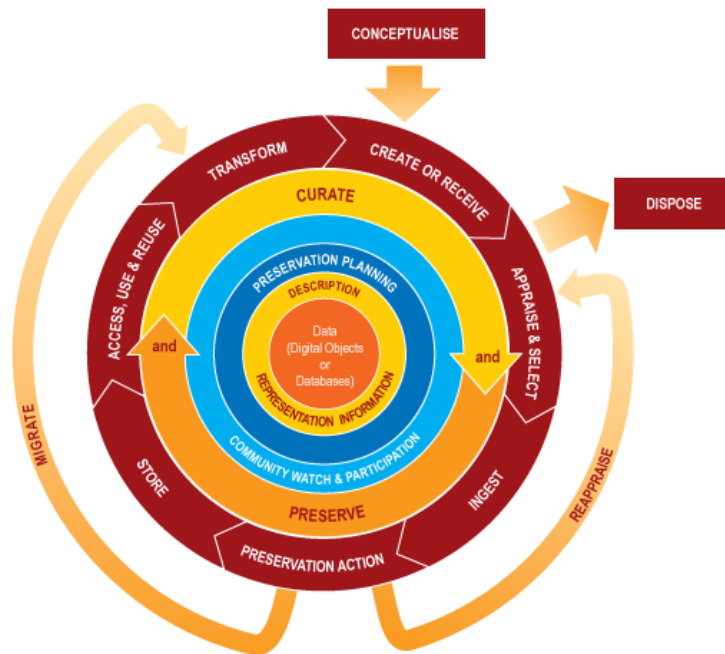 CONCEPTUALISE
CREATE OR RECEIVE
DISPOSE
APPRAISE & SELECT
INGEST
PRESERVATION ACTION
STORE
ACCESS, USE & REUSE
TRANSFORM
MIGRATE
REAPPRAISE
CURATE
and
PRESERVE
and
COMMUNITY WATCH & PARTICIPATION
PRESERVATION PLANNING
DESCRIPTION
REPRESENTATION INFORMATION
Data
(Digital Objects
or
Databases)